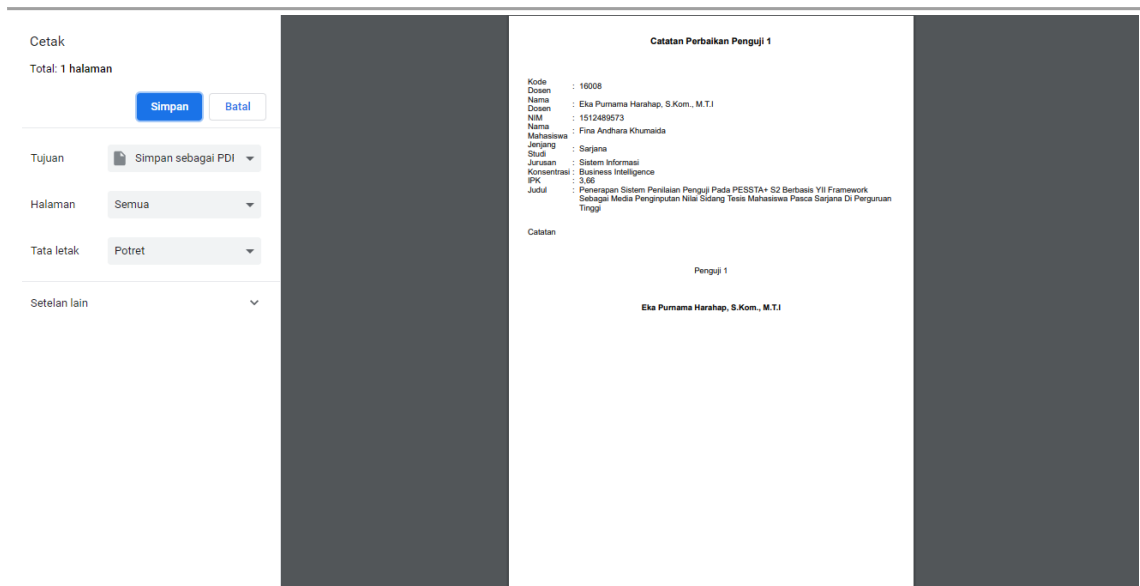 Cetak
Total: 1 halaman
Simpan Batal
Tujuan Simpan sebagai PDI
Halaman Semua
Tata letak Potret
Setelan lain
Catatan Perbaikan Penguji 1
Kode Dosen : 16008
Nama Dosen : Eka Purnama Harahap, S.Kom., M.T.I
NIM : 1512489573
Nama Mahasiswa : Fina Andhara Khumaida
Jenjang Studi : Sarjana
Jurusan : Sistem Informasi
Konsentrasi : Business Intelligence
IPK : 3,66
Judul : Penerapan Sistem Penilaian Penguji Pada PESSTA+ S2 Berbasis YII Framework
Sebagai Media Penginputan Nilai Sidang Tesis Mahasiswa Pasca Sarjana Di Perguruan
Tinggi
Catatan
Penguji 1
Eka Purnama Harahap, S.Kom., M.T.I